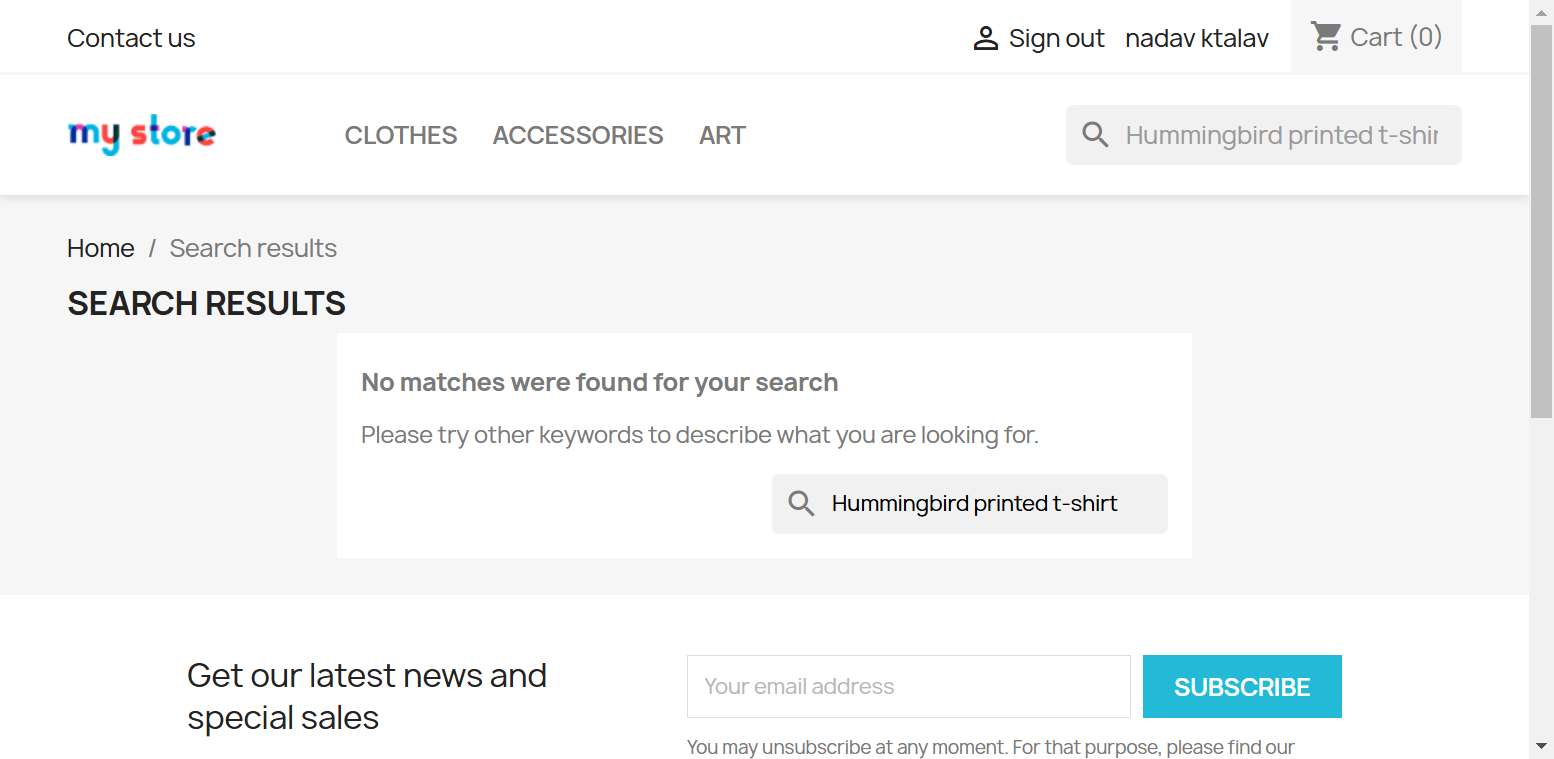 Contact us
Sign out
nadav ktalav
Cart (0)
my store
CLOTHES
ACCESSORIES
ART
Hummingbird printed t-shir
Home / Search results
SEARCH RESULTS
No matches were found for your search
Please try other keywords to describe what you are looking for.
Hummingbird printed t-shirt
Get our latest news and
special sales
Your email address
SUBSCRIBE
You may unsubscribe at any moment. For that purpose, please find our